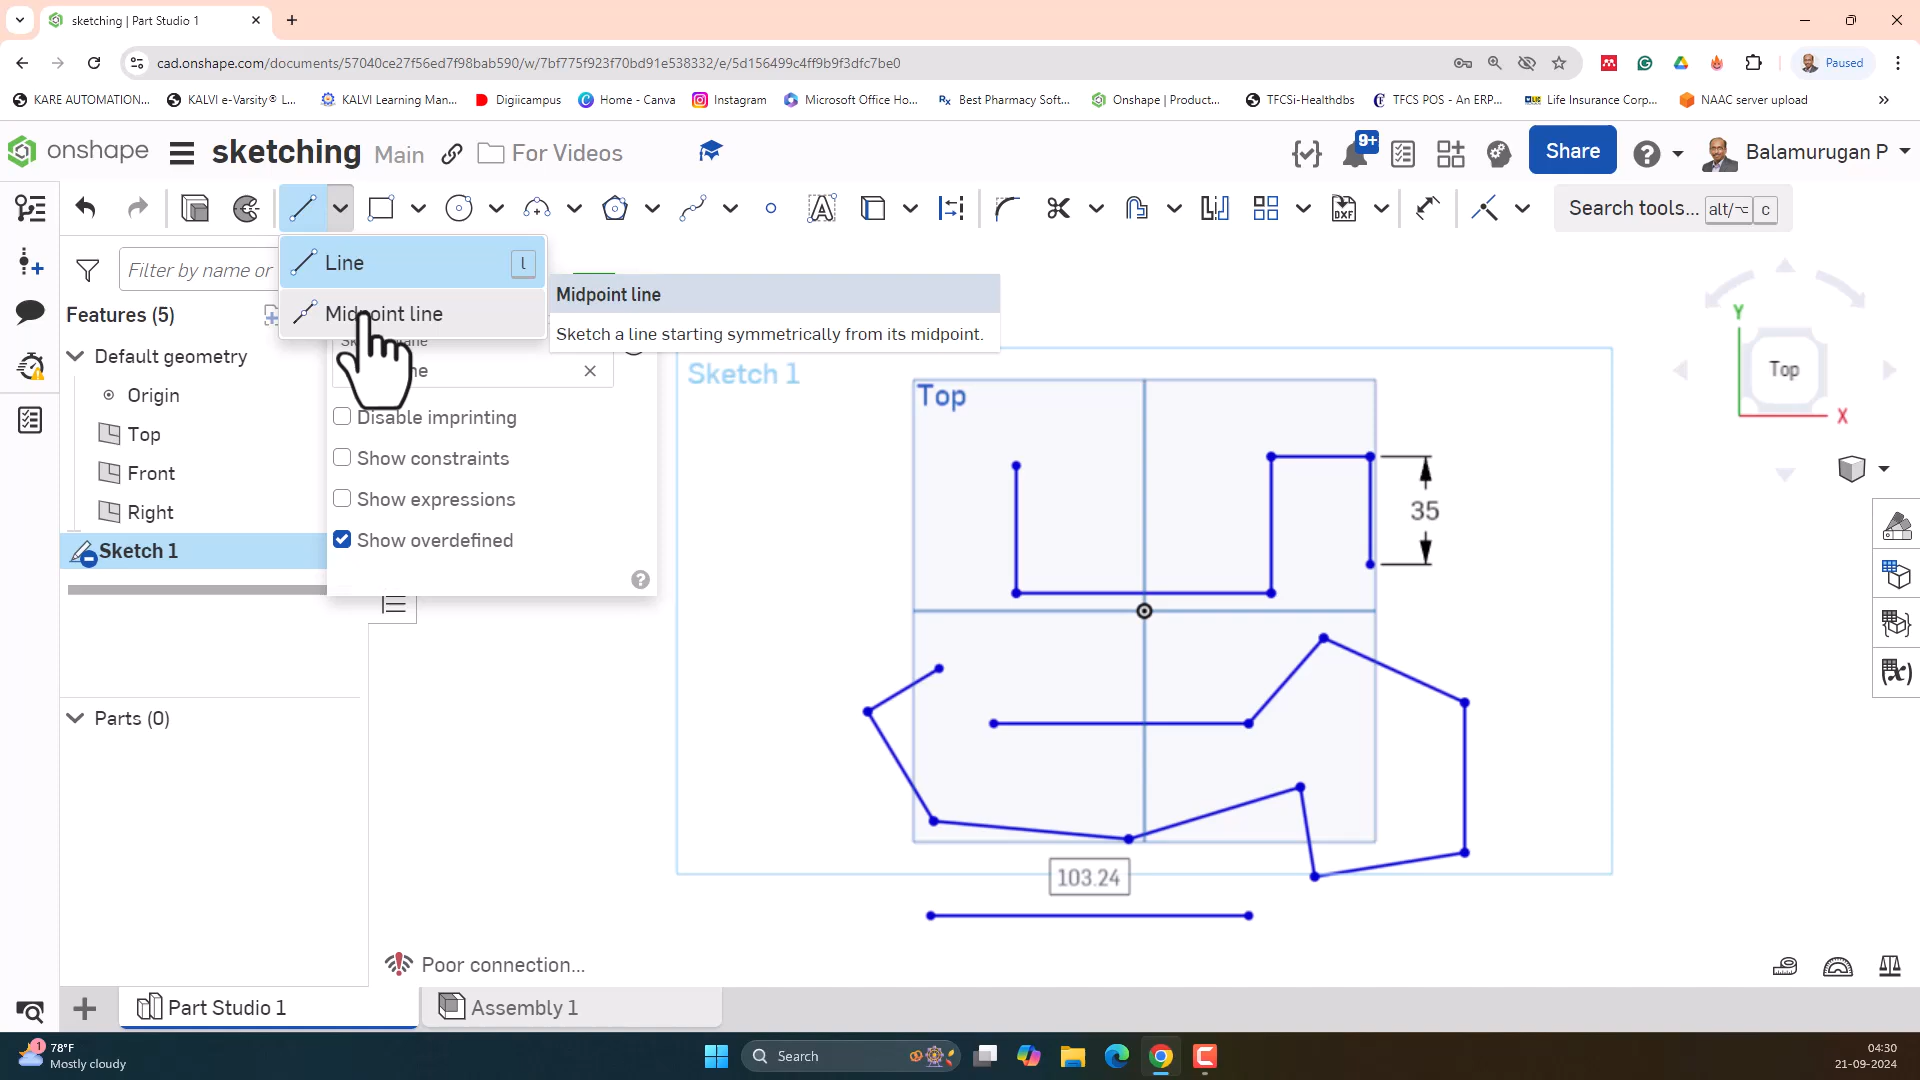 sketching | Part Studio 1
cad.onshape.com/documents/57040ce27f56ed7f98bab590/w/7bf775f923f70bd91e538332/e/5d156499c4ff9b9f3dfc7be0
Paused
KARE AUTOMATION...
KALVI e-Varsity® L...
KALVI Learning Man...
Digiicampus
Home - Canva
Instagram
Microsoft Office Ho...
Best Pharmacy Soft...
Onshape | Product...
TFCSi-Healthdbs
TFCS POS - An ERP...
Life Insurance Corp...
NAAC server upload
onshape
sketching
Main
For Videos
9+
Share
Balamurugan P
DXF
Search tools... alt/⌥ c
Filter by name or
Line l
Midpoint line
Midpoint line
Sketch a line starting symmetrically from its midpoint.
Features (5)
Default geometry
Origin
Top
Front
Right
Sketch 1
Disable imprinting
Show constraints
Show expressions
Show overdefined
Parts (0)
Sketch 1
Top
35
103.24
Y
Top
X
Poor connection...
Part Studio 1
Assembly 1
1
78°F
Mostly cloudy
Search
04:30
21-09-2024